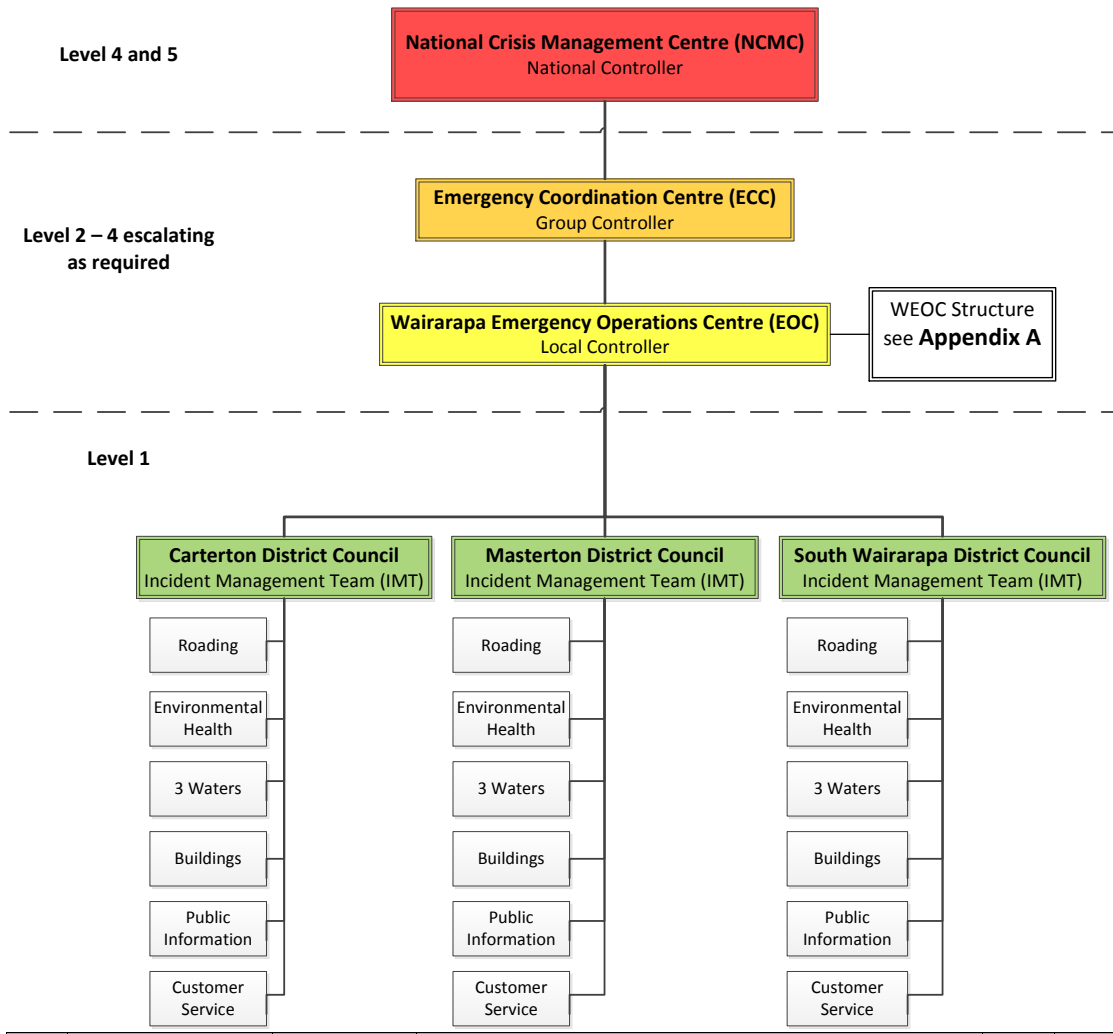 Level 4 and 5
National Crisis Management Centre (NCMC)
National Controller
Level 2 – 4 escalating
as required
Emergency Coordination Centre (ECC)
Group Controller
Wairarapa Emergency Operations Centre (EOC)
Local Controller
WEOC Structure
see Appendix A
Level 1
Carterton District Council
Incident Management Team (IMT)
Roading
Environmental
Health
3 Waters
Buildings
Public
Information
Customer
Service
Masterton District Council
Incident Management Team (IMT)
Roading
Environmental
Health
3 Waters
Buildings
Public
Information
Customer
Service
South Wairarapa District Council
Incident Management Team (IMT)
Roading
Environmental
Health
3 Waters
Buildings
Public
Information
Customer
Service